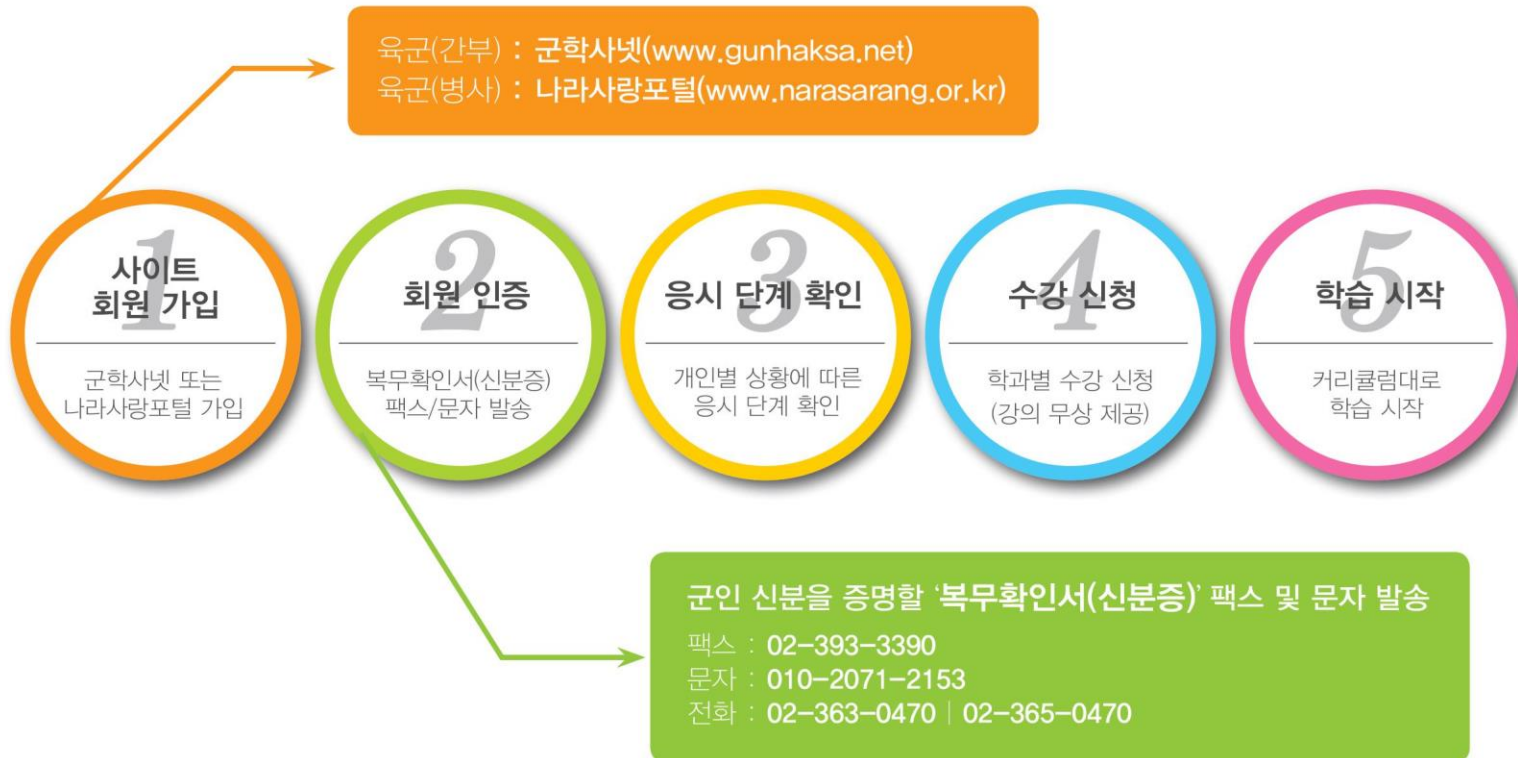 육군(간부) : 군학사넷(www.gunhaksa.net)
육군(병사) : 나라사랑포털(www.narasarang.or.kr)
1
사이트
회원 가입
군학사넷 또는
나라사랑포털 가입
2
회원 인증
복무확인서(신분증)
팩스/문자 발송
3
응시 단계 확인
개인별 상황에 따른
응시 단계 확인
4
수강 신청
학과별 수강 신청
(강의 무상 제공)
5
학습 시작
커리큘럼대로
학습 시작
군인 신분을 증명할 ‘복무확인서(신분증)’ 팩스 및 문자 발송
팩스 : 02-393-3390
문자 : 010-2071-2153
전화 : 02-363-0470 | 02-365-0470